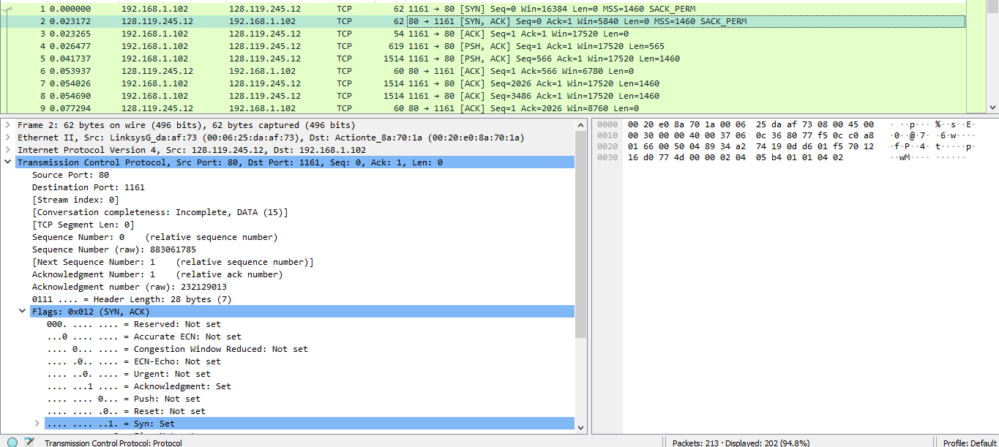 1 0.000000 192.168.1.102 128.119.245.12 TCP 62 1161 → 80 [SYN] Seq=0 Win=16384 Len=0 MSS=1460 SACK_PERM
2 0.023172 128.119.245.12 192.168.1.102 TCP 62 80 → 1161 [SYN, ACK] Seq=0 Ack=1 Win=5840 Len=0 MSS=1460 SACK_PERM
3 0.023265 192.168.1.102 128.119.245.12 TCP 54 1161 → 80 [ACK] Seq=1 Ack=1 Win=17520 Len=0
4 0.026477 192.168.1.102 128.119.245.12 TCP 619 1161 → 80 [PSH, ACK] Seq=1 Ack=1 Win=17520 Len=565
5 0.041737 192.168.1.102 128.119.245.12 TCP 1514 1161 → 80 [PSH, ACK] Seq=566 Ack=1 Win=17520 Len=1460
6 0.053937 128.119.245.12 192.168.1.102 TCP 60 80 → 1161 [ACK] Seq=1 Ack=566 Win=6780 Len=0
7 0.054026 192.168.1.102 128.119.245.12 TCP 1514 1161 → 80 [ACK] Seq=2026 Ack=1 Win=17520 Len=1460
8 0.054690 192.168.1.102 128.119.245.12 TCP 1514 1161 → 80 [ACK] Seq=3486 Ack=1 Win=17520 Len=1460
9 0.077294 128.119.245.12 192.168.1.102 TCP 60 80 → 1161 [ACK] Seq=1 Ack=2026 Win=8760 Len=0
Frame 2: 62 bytes on wire (496 bits), 62 bytes captured (496 bits)
Ethernet II, Src: LinksysG_da:af:73 (00:06:25:da:af:73), Dst: Actionte_8a:70:1a (00:20:e0:8a:70:1a)
Internet Protocol Version 4, Src: 128.119.245.12, Dst: 192.168.1.102
Transmission Control Protocol, Src Port: 80, Dst Port: 1161, Seq: 0, Ack: 1, Len: 0
Source Port: 80
Destination Port: 1161
[Stream index: 0]
[Conversation completeness: Incomplete, DATA (15)]
[TCP Segment Len: 0]
Sequence Number: 0 (relative sequence number)
Sequence Number (raw): 883061785
[Next Sequence Number: 1 (relative sequence number)]
Acknowledgment Number: 1 (relative ack number)
Acknowledgment number (raw): 232129013
0111 .... = Header Length: 28 bytes (7)
Flags: 0x012 (SYN, ACK)
000. .... .... = Reserved: Not set
...0 .... .... = Accurate ECN: Not set
.... 0... .... = Congestion Window Reduced: Not set
.... .0.. .... = ECN-Echo: Not set
.... ..0. .... = Urgent: Not set
.... ...1 .... = Acknowledgment: Set
.... .... 0... = Push: Not set
.... .... .0.. = Reset: Not set
.... .... ..1. = Syn: Set
0000 00 20 e0 8a 70 1a 00 06 25 da af 73 08 00 45 00 · ··p··· %··s··E·
0010 00 30 00 00 40 00 37 06 0c 36 80 77 f5 0c c0 a8 ·0··@·7· ·6·w····
0020 01 66 00 50 04 89 34 a2 74 19 0d d6 01 f5 70 12 ·f·P··4· t·····p·
0030 16 d0 77 4d 00 00 02 04 05 b4 01 01 04 02 ··wM···· ······
Transmission Control Protocol: Protocol
Packets: 213 · Displayed: 202 (94.8%)
Profile: Default